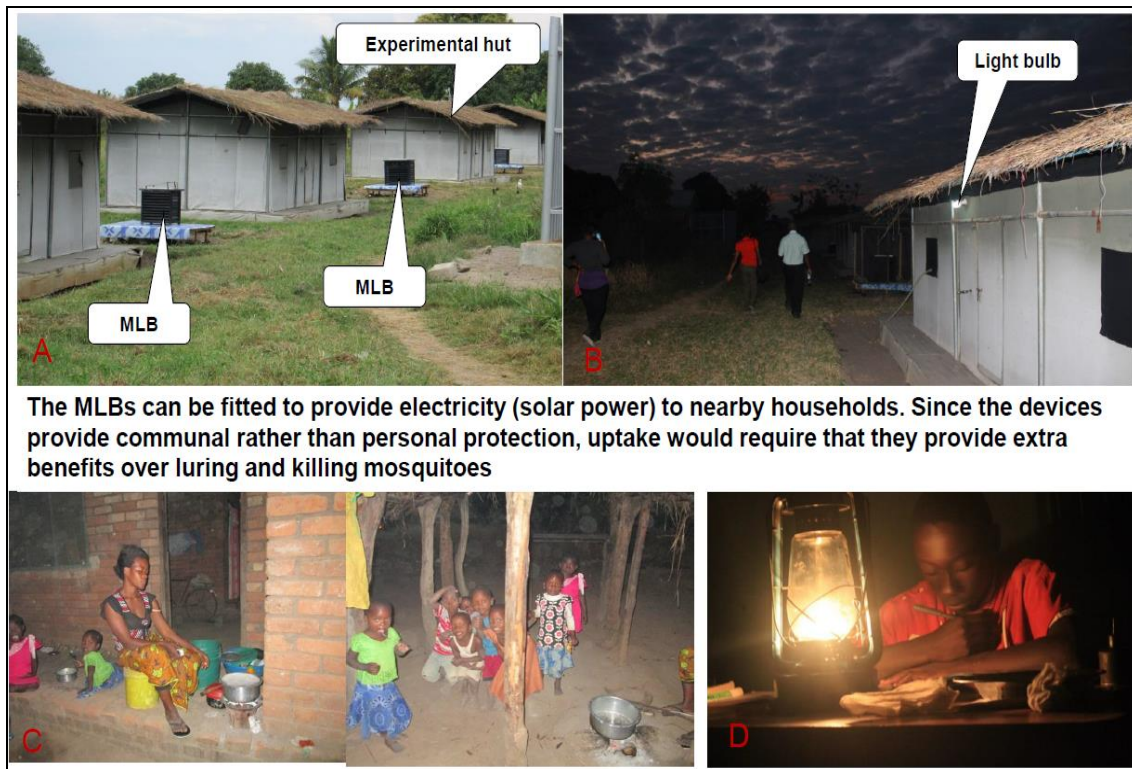 Experimental hut
MLB
MLB
A
Light bulb
B
The MLBs can be fitted to provide electricity (solar power) to nearby households. Since the devices
provide communal rather than personal protection, uptake would require that they provide extra
benefits over luring and killing mosquitoes
C
D